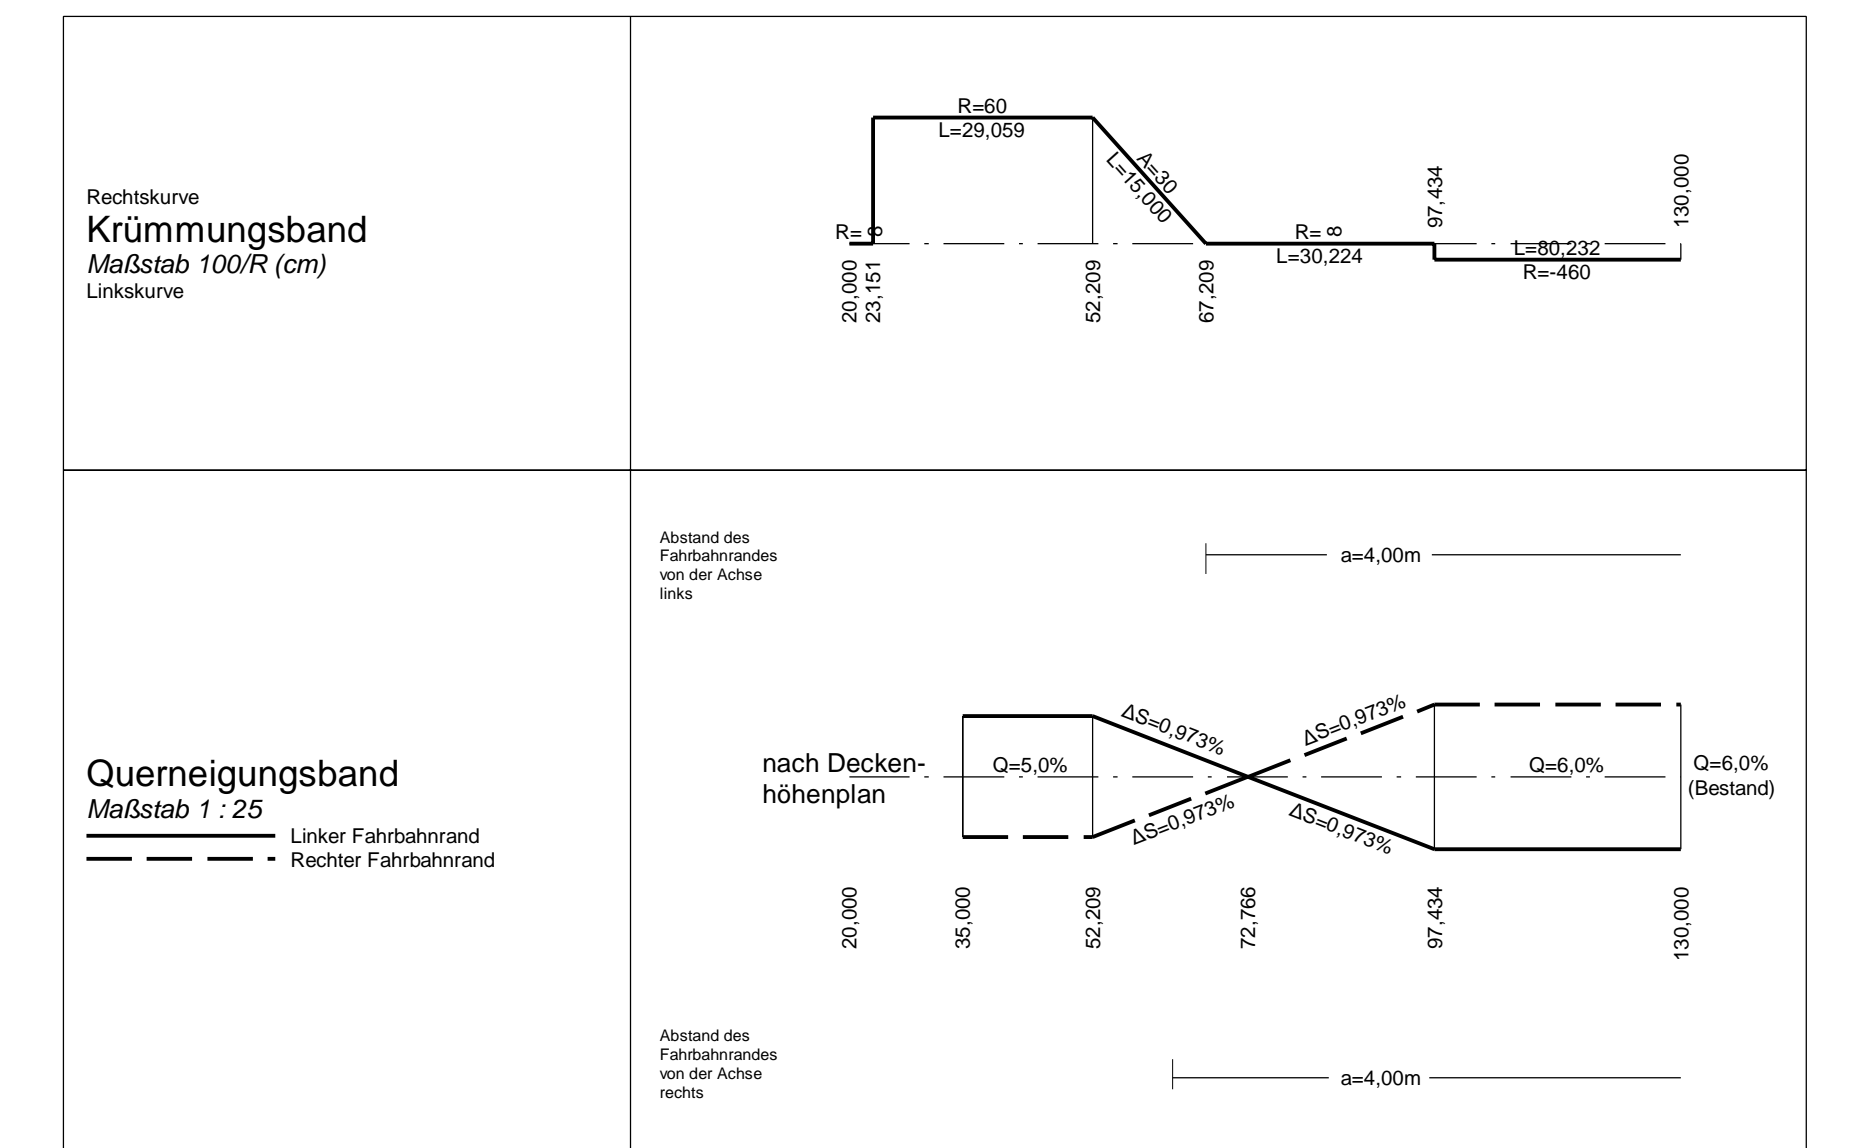 Rechtskurve
Krümmungsband
Maßstab 100/R (cm)
Linkskurve
R=60
L=29,059
A=30
L=15,000
R= ∞
R= ∞
L=30,224
L=80,232
R=-460
20,000
23,151
52,209
67,209
97,434
130,000
Abstand des
Fahrbahnrandes
von der Achse
links
a=4,00m
Querneigungsband
Maßstab 1 : 25
Linker Fahrbahnrand
Rechter Fahrbahnrand
nach Decken-
höhenplan
Q=5,0%
ΔS=0,973%
ΔS=0,973%
ΔS=0,973%
ΔS=0,973%
Q=6,0%
Q=6,0%
(Bestand)
20,000
35,000
52,209
72,766
97,434
130,000
Abstand des
Fahrbahnrandes
von der Achse
rechts
a=4,00m